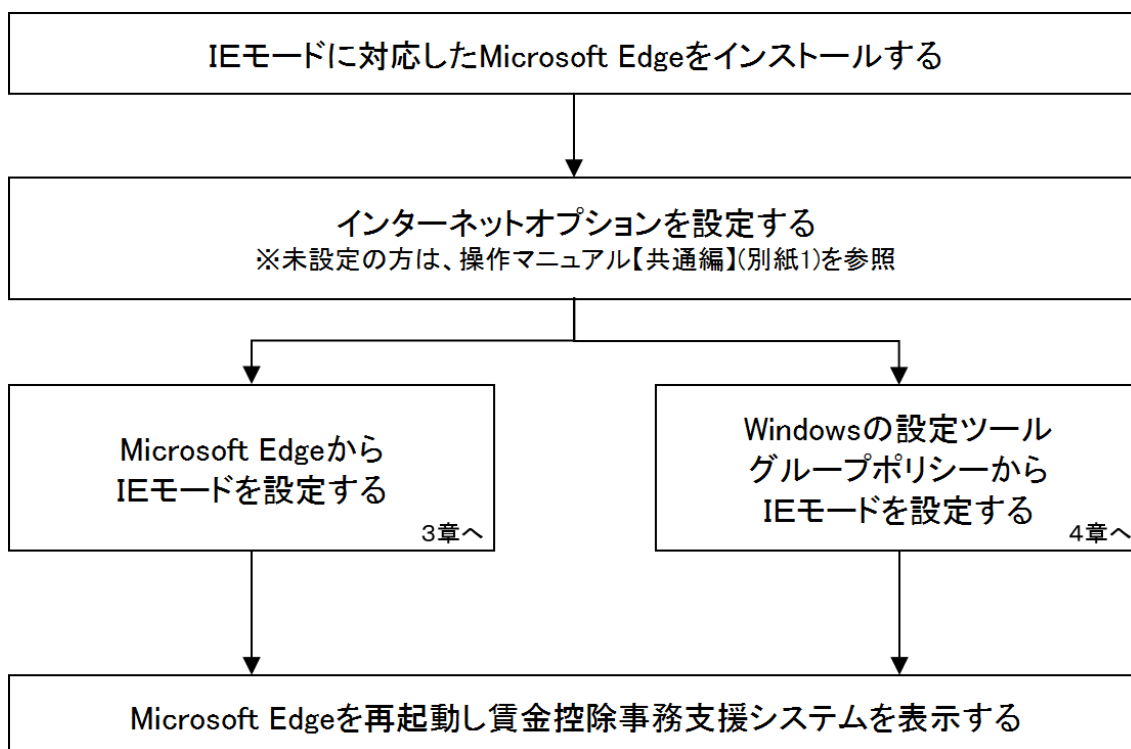 IEモードに対応したMicrosoft Edgeをインストールする
インターネットオプションを設定する
※未設定の方は、操作マニュアル【共通編】(別紙1)を参照
Microsoft Edgeから
IEモードを設定する
3章へ
Windowsの設定ツール
グループポリシーから
IEモードを設定する
4章へ
Microsoft Edgeを再起動し賃金控除事務支援システムを表示する